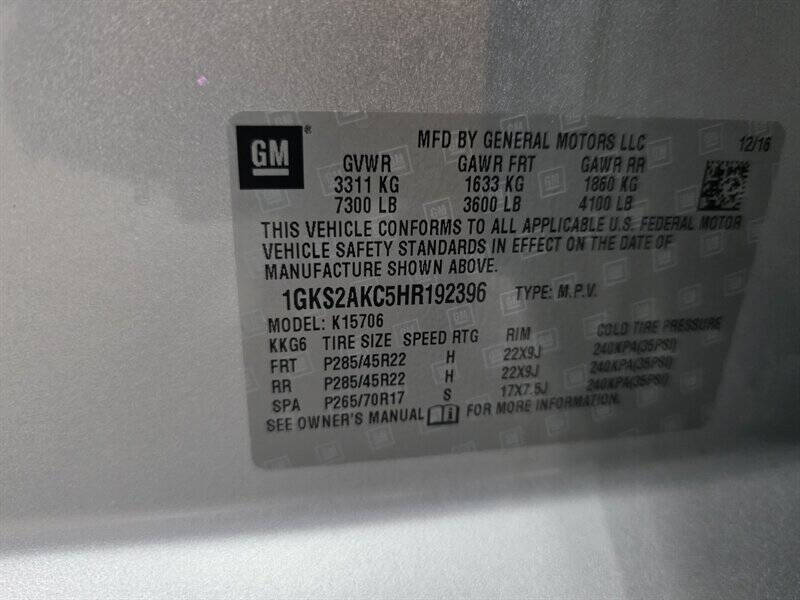 GM ® MFD BY GENERAL MOTORS LLC 12/16
GVWR GAWR FRT GAWR RR
3311 KG 1633 KG 1860 KG
7300 LB 3600 LB 4100 LB
THIS VEHICLE CONFORMS TO ALL APPLICABLE U.S. FEDERAL MOTOR
VEHICLE SAFETY STANDARDS IN EFFECT ON THE DATE OF
MANUFACTURE SHOWN ABOVE.
1GKS2AKC5HR192396 TYPE: M.P.V.
MODEL: K15706
KKG6 TIRE SIZE SPEED RTG RIM COLD TIRE PRESSURE
FRT P285/45R22 H 22X9J 240KPA(35PSI)
RR P285/45R22 H 22X9J 240KPA(35PSI)
SPA P265/70R17 S 17X7.5J 240KPA(35PSI)
SEE OWNER'S MANUAL i FOR MORE INFORMATION.